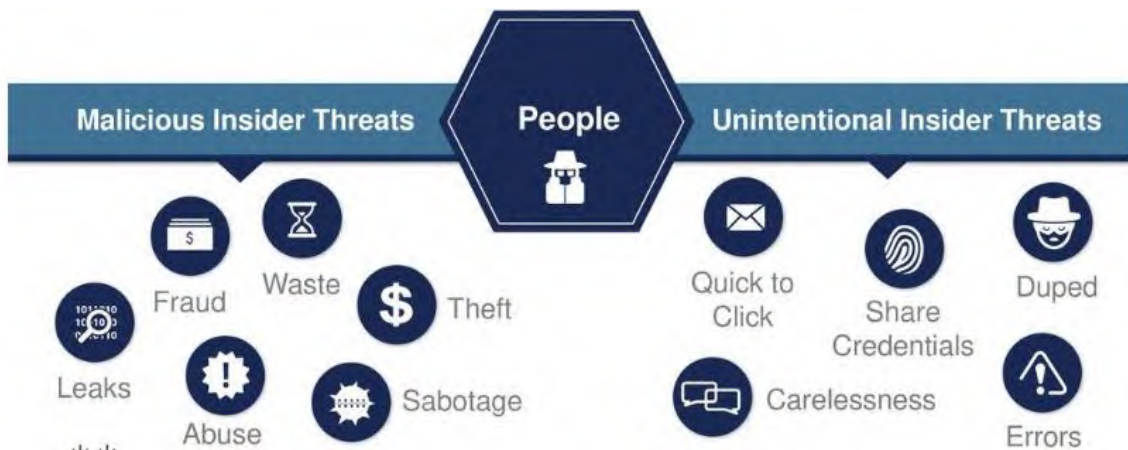 Malicious Insider Threats
People
Unintentional Insider Threats
$
Fraud
Waste
$
Theft
Leaks
!
Abuse
Sabotage
Quick to
Click
Share
Credentials
Duped
Carelessness
!
Errors